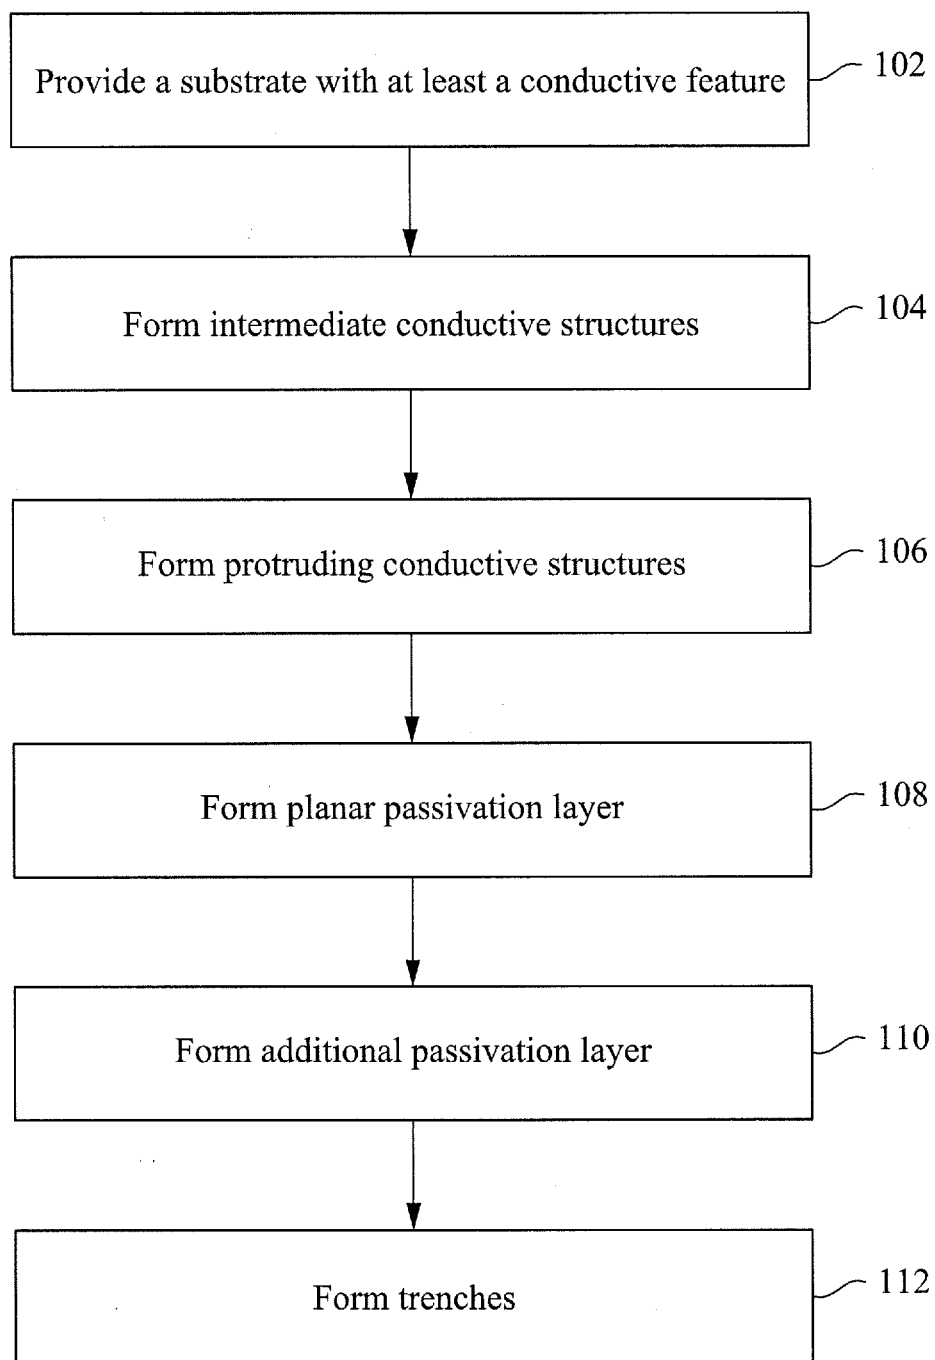 Provide a substrate with at least a conductive feature
102
Form intermediate conductive structures
104
Form protruding conductive structures
106
Form planar passivation layer
108
Form additional passivation layer
110
Form trenches
112